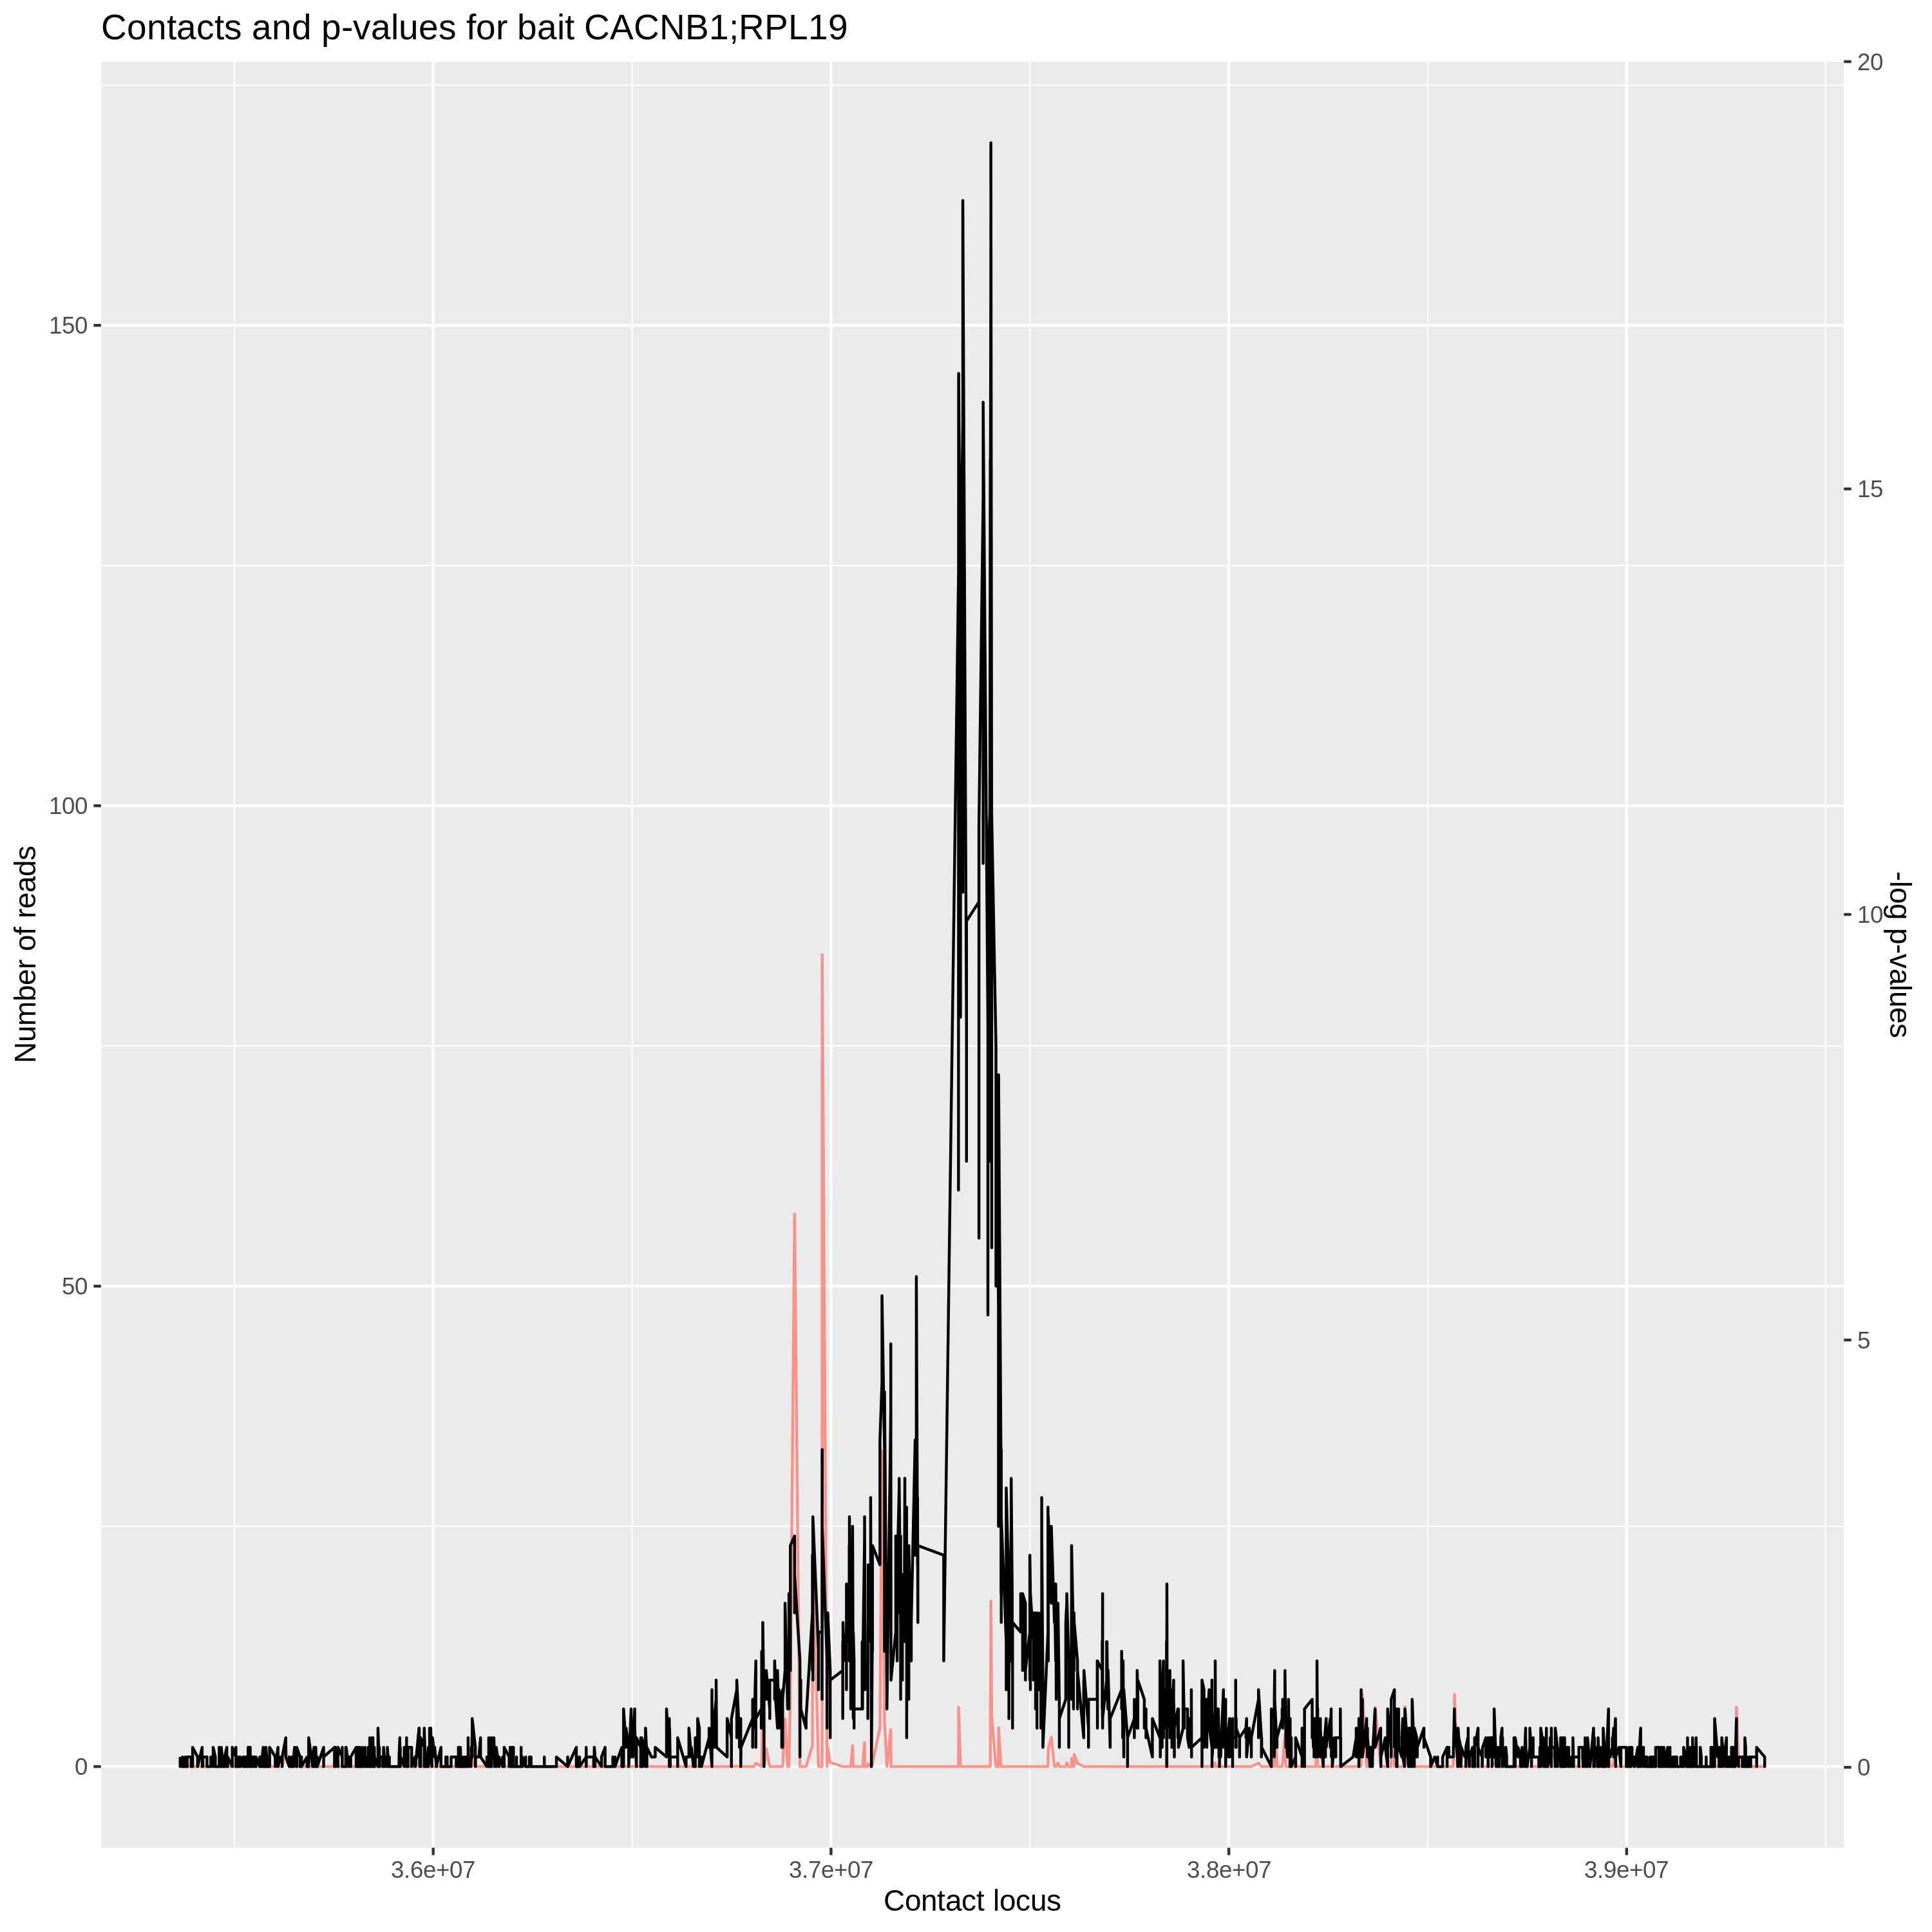 Contacts and p-values for bait CACNB1;RPL19
20
150
15
100
10
Number of reads
-log p-values
50
5
0
0
3.6e+07
3.7e+07
3.8e+07
3.9e+07
Contact locus